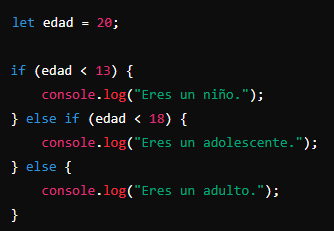 let edad = 20;
if (edad < 13) {
    console.log("Eres un niño.");
} else if (edad < 18) {
    console.log("Eres un adolescente.");
} else {
    console.log("Eres un adulto.");
}